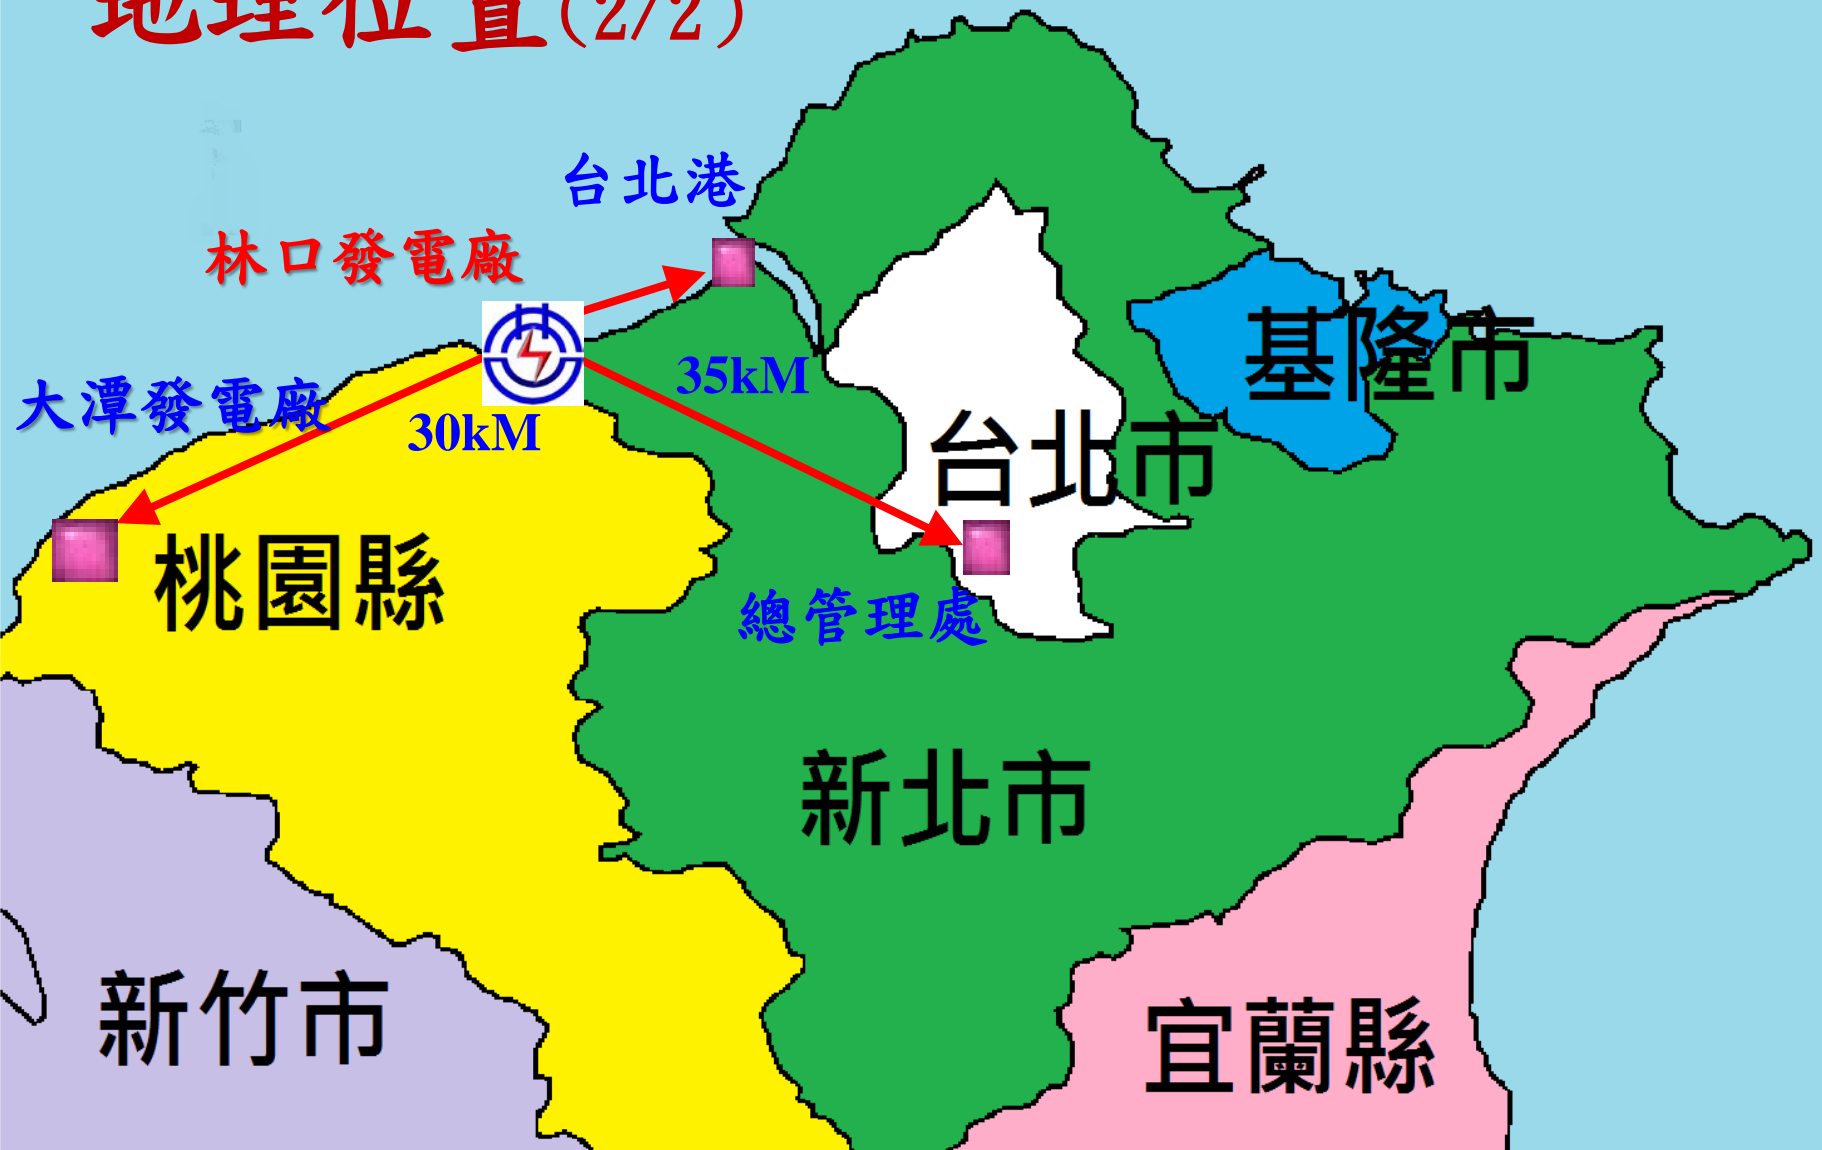 地理位置(2/2)
台北港
林口發電廠
大潭發電廠
35kM
30kM
基隆市
台北市
桃園縣
總管理處
新北市
新竹市
宜蘭縣